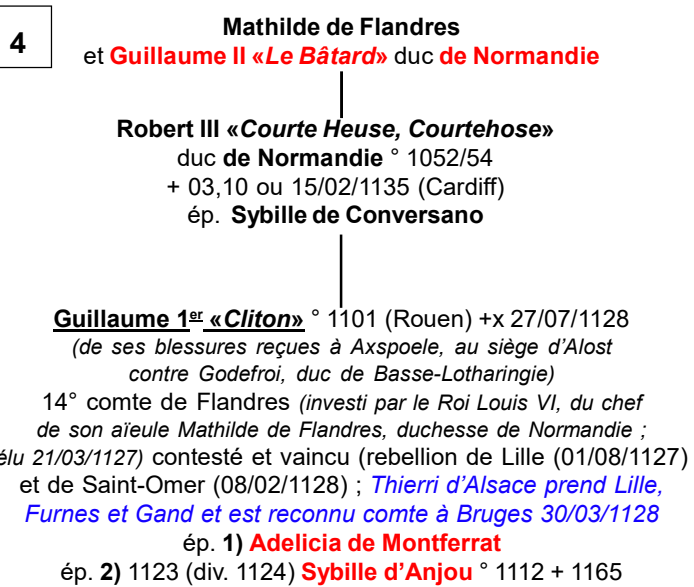 4
Mathilde de Flandres
et Guillaume II «Le Bâtard» duc de Normandie
Robert III «Courte Heuse, Courtehose»
duc de Normandie ° 1052/54
+ 03,10 ou 15/02/1135 (Cardiff)
ép. Sybille de Conversano
Guillaume 1er «Cliton» ° 1101 (Rouen) +x 27/07/1128
(de ses blessures reçues à Axspoele, au siège d'Alost
contre Godefroi, duc de Basse-Lotharingie)
14° comte de Flandres (investi par le Roi Louis VI, du chef
de son aïeule Mathilde de Flandres, duchesse de Normandie ;
élu 21/03/1127) contesté et vaincu (rebellion de Lille (01/08/1127)
et de Saint-Omer (08/02/1128) ; Thierri d'Alsace prend Lille,
Furnes et Gand et est reconnu comte à Bruges 30/03/1128
ép. 1) Adelicia de Montferrat
ép. 2) 1123 (div. 1124) Sybille d'Anjou ° 1112 + 1165